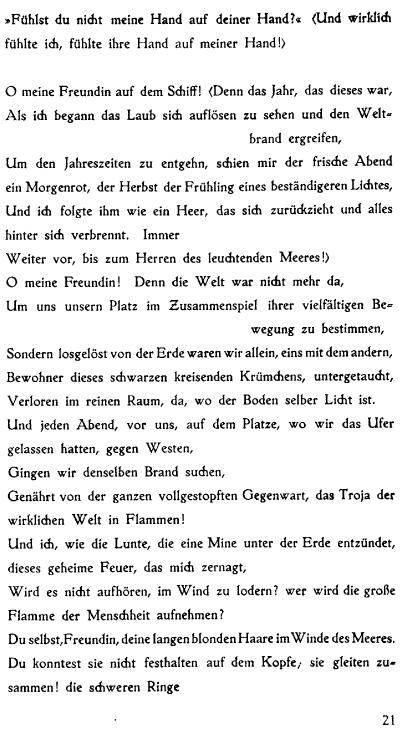 »Fühlst du nicht meine Hand auf deiner Hand?« (Und wirklich
fühlte ich, fühlte ihre Hand auf meiner Hand!)
O meine Freundin auf dem Schiff! (Denn das Jahr, das dieses war,
Als ich begann das Laub sich auflösen zu sehen und den Welt-
brand ergreifen,
Um den Jahreszeiten zu entgehn, schien mir der frische Abend
ein Morgenrot, der Herbst der Frühling eines beständigeren Lichtes,
Und ich folgte ihm wie ein Heer, das sich zurückzieht und alles
hinter sich verbrennt. Immer
Weiter vor, bis zum Herren des leuchtenden Meeres!)
O meine Freundin! Denn die Welt war nicht mehr da,
Um uns unsern Platz im Zusammenspiel ihrer vielfältigen Be-
wegung zu bestimmen,
Sondern losgelöst von der Erde waren wir allein, eins mit dem andern,
Bewohner dieses schwarzen kreisenden Krümchens, untergetaucht,
Verloren im reinen Raum, da, wo der Boden selber Licht ist.
Und jeden Abend, vor uns, auf dem Platze, wo wir das Ufer
gelassen hatten, gegen Westen,
Gingen wir denselben Brand suchen,
Genährt von der ganzen vollgestopften Gegenwart, das Troja der
wirklichen Welt in Flammen!
Und ich, wie die Lunte, die eine Mine unter der Erde entzündet,
dieses geheime Feuer, das mich zernagt,
Wird es nicht aufhören, im Wind zu lodern? wer wird die große
Flamme der Menschheit aufnehmen?
Du selbst, Freundin, deine langen blonden Haare im Winde des Meeres.
Du konntest sie nicht festhalten auf dem Kopfe, sie gleiten zu-
sammen! die schweren Ringe
21